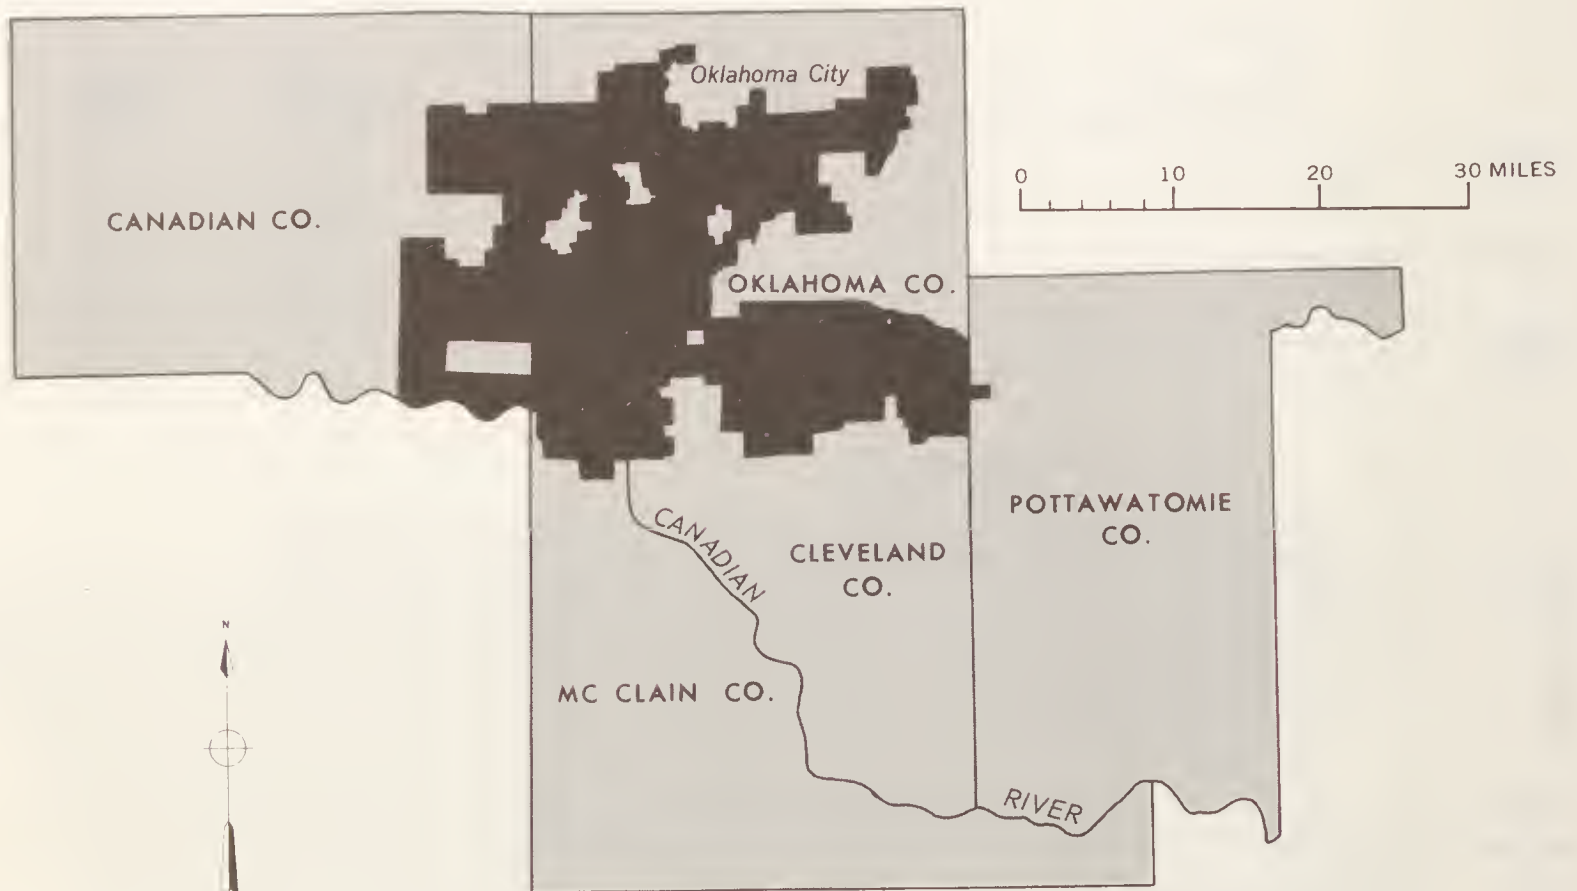 Oklahoma City
0 10 20 30 MILES
CANADIAN CO.
OKLAHOMA CO.
POTTAWATOMIE
CO.
CANADIAN
CLEVELAND
CO.
N
MC CLAIN CO.
RIVER